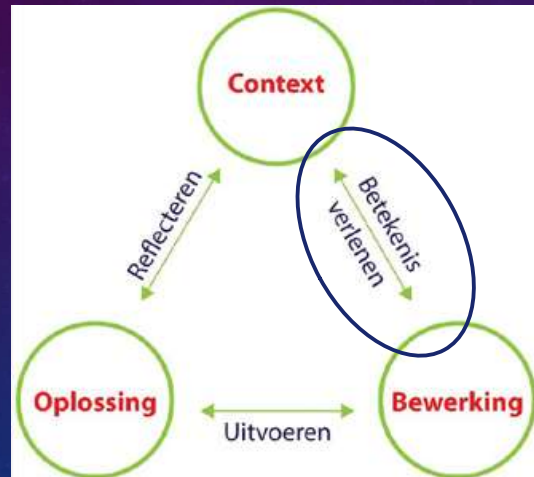 Context
Reflecteren
Betekenis
verlenen
Oplossing
Uitvoeren
Bewerking